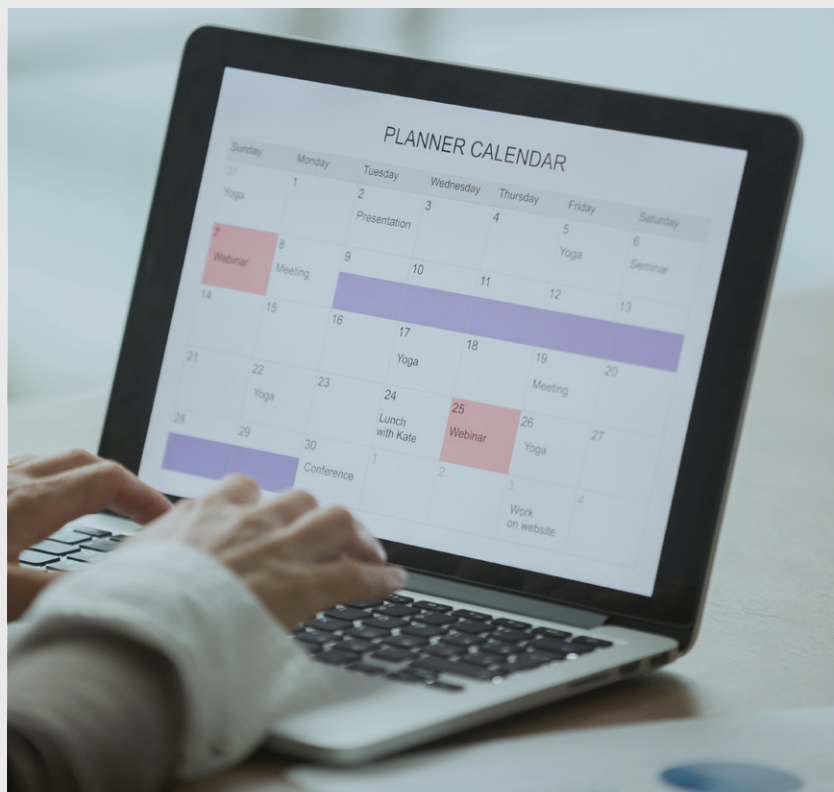 PLANNER CALENDAR
Sunday Monday Tuesday Wednesday Thursday Friday Saturday
31 1 2 3 4 5 6
Yoga Presentation Yoga Seminar
7 8 9 10 11 12 13
Webinar Meeting
14 15 16 17 18 19 20
Yoga Meeting
21 22 23 24 25 26 27
Yoga Lunch Webinar Yoga
with Kate
28 29 30 1 2 3 4
Conference Work
on website